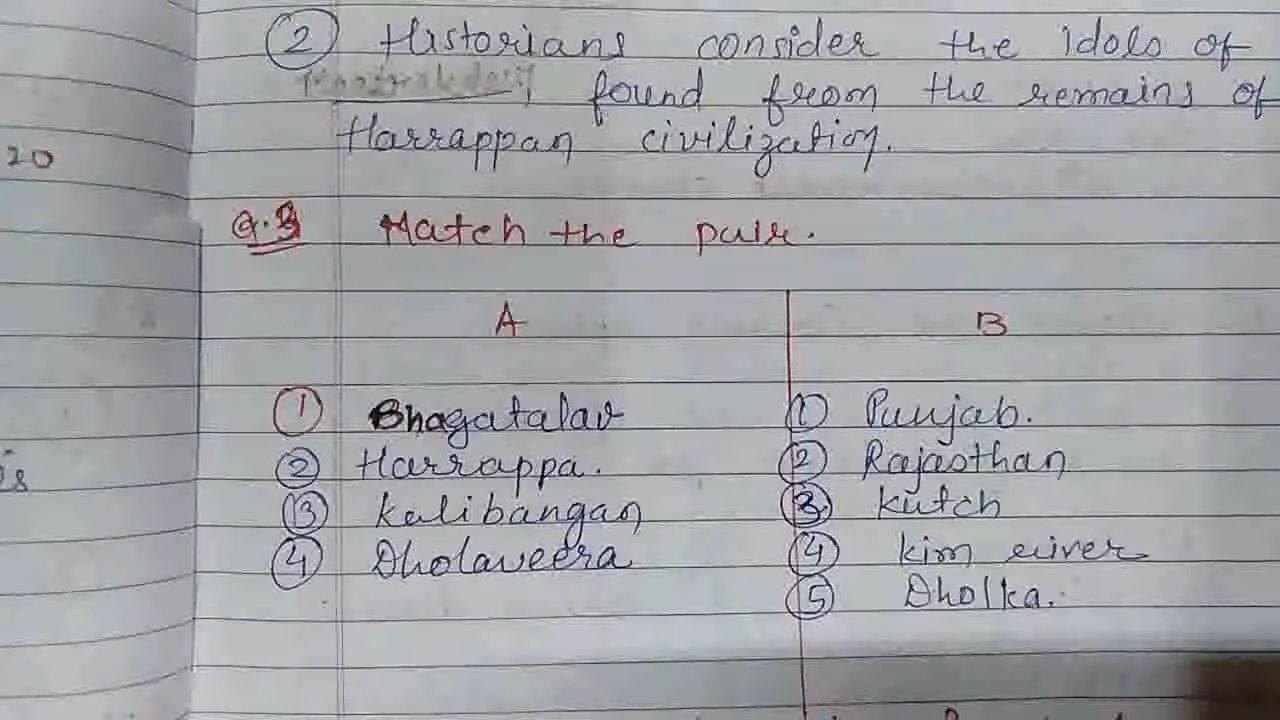 ② Historians consider the idols of
found from the remains of
Harrappan civilization.
20
Q.3 Match the pair.
A B
① Bhagatalav ① Punjab.
② Harrappa. ② Rajasthan
③ Kalibangan ③ Kutch
④ Dholaveera ④ Kim river
⑤ Dholka.